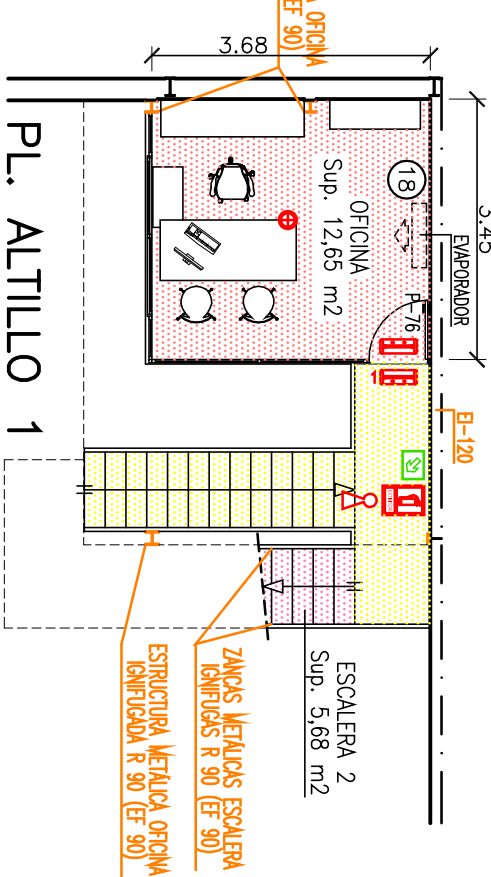 A OFICINA
(EF 90)
3.68
3.45
EVAPORADOR
18
OFICINA
Sup. 12,65 m2
P-76
1
EI-120
PL. ALTILLO 1
ESCALERA 2
Sup. 5,68 m2
ZANCAS METÁLICAS ESCALERA
IGNIFUGAS R 90 (EF 90)
ESTRUCTURA METÁLICA OFICINA
IGNIFUGADA R 90 (EF 90)